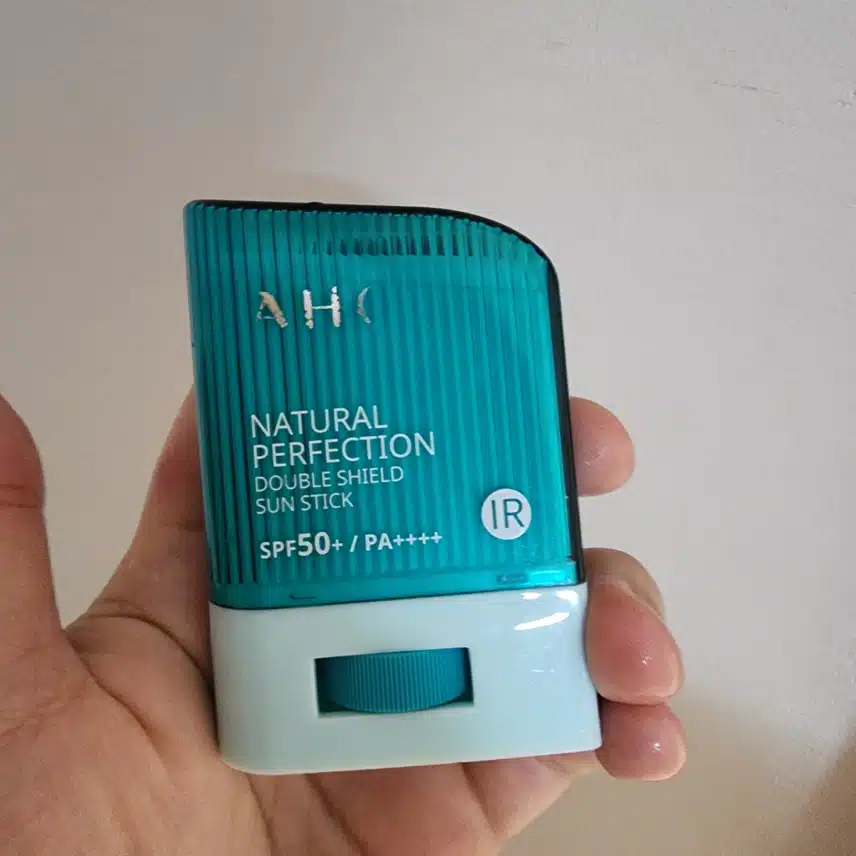 AHC
NATURAL
PERFECTION
DOUBLE SHIELD
SUN STICK
IR
SPF50+ / PA++++